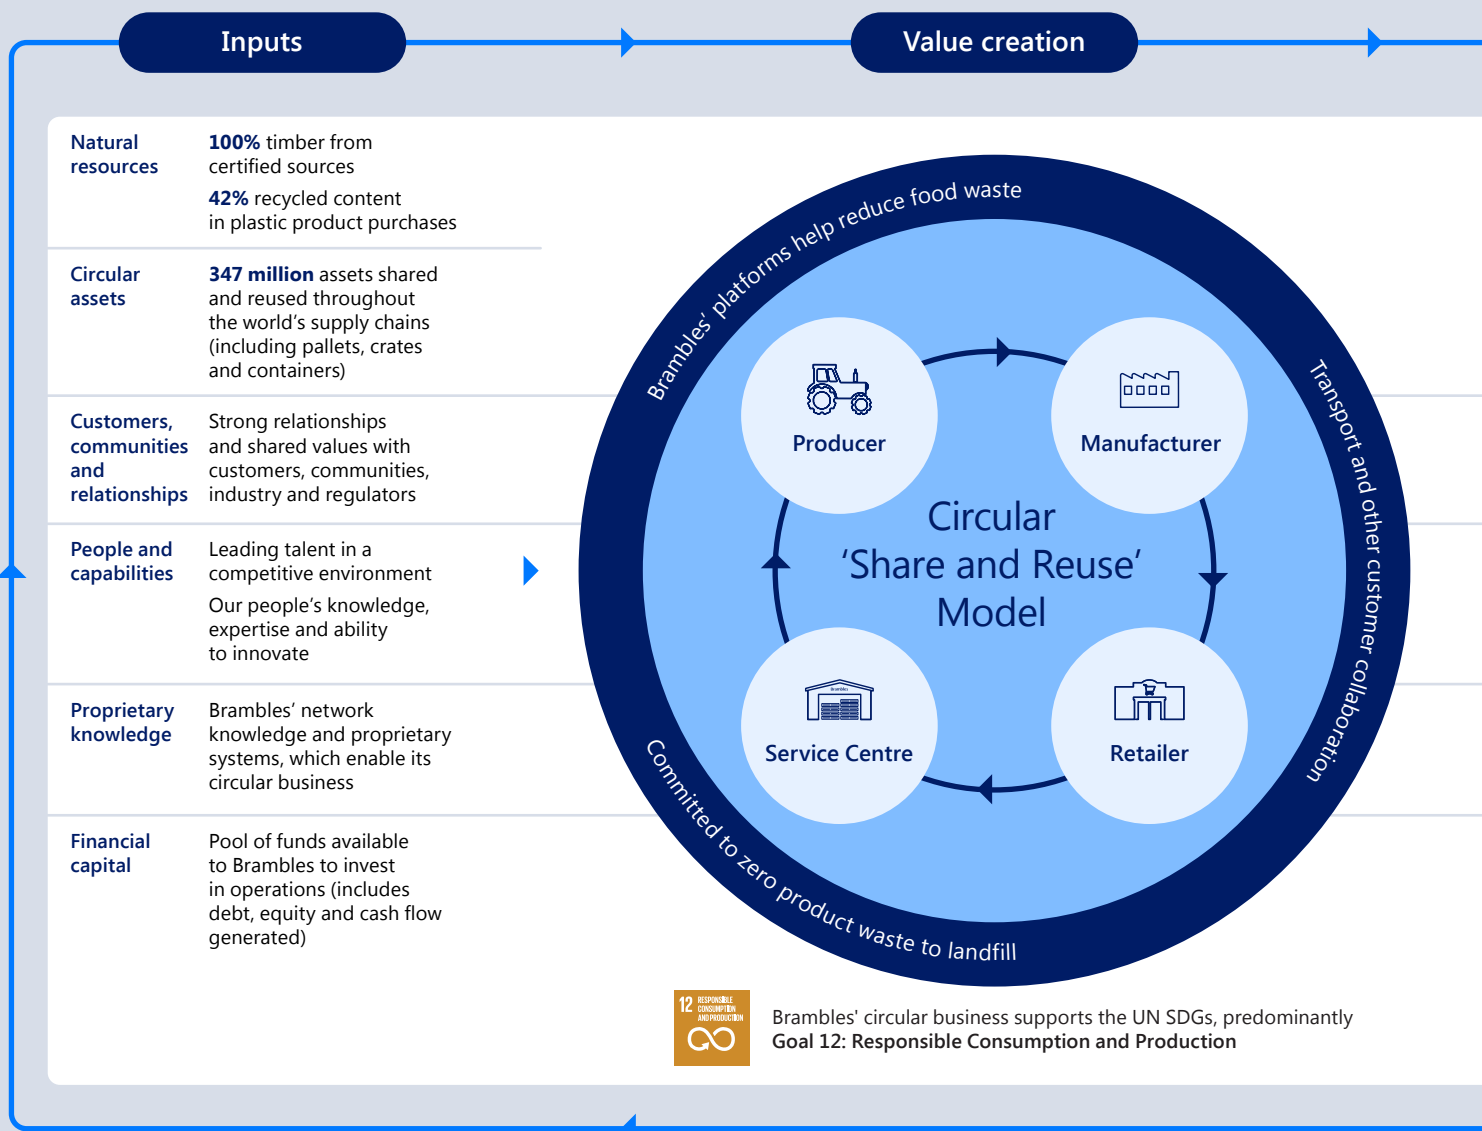 Inputs
Value creation
Natural
resources
100% timber from
certified sources
42% recycled content
in plastic product purchases
Circular
assets
347 million assets shared
and reused throughout
the world's supply chains
(including pallets, crates
and containers)
Customers,
communities
and
relationships
Strong relationships
and shared values with
customers, communities,
industry and regulators
People and
capabilities
Leading talent in a
competitive environment
Our people's knowledge,
expertise and ability
to innovate
Proprietary
knowledge
Brambles' network
knowledge and proprietary
systems, which enable its
circular business
Financial
capital
Pool of funds available
to Brambles to invest
in operations (includes
debt, equity and cash flow
generated)
Brambles' platforms help reduce food waste
Transport and other customer collaboration
Committed to zero product waste to landfill
Producer
Manufacturer
Circular
'Share and Reuse'
Model
Brambles
Service Centre
Retailer
12 RESPONSIBLE
CONSUMPTION
AND PRODUCTION
Brambles' circular business supports the UN SDGs, predominantly
Goal 12: Responsible Consumption and Production